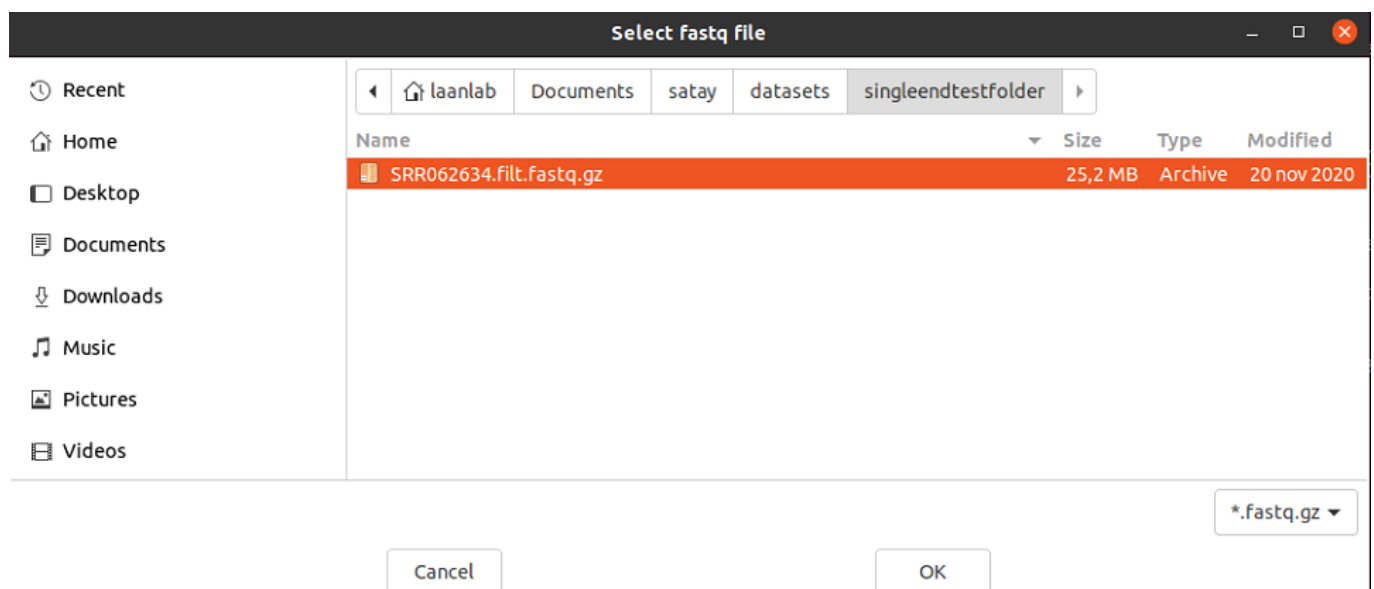 Select fastq file
Recent
Home
Desktop
Documents
Downloads
Music
Pictures
Videos
laanlab Documents satay datasets singleendtestfolder
Name Size Type Modified
SRR062634.filt.fastq.gz 25,2 MB Archive 20 nov 2020
*.fastq.gz
Cancel OK